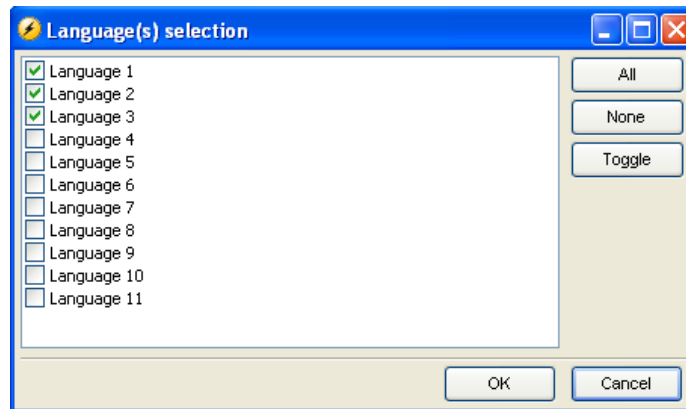 Language(s) selection
Language 1
Language 2
Language 3
Language 4
Language 5
Language 6
Language 7
Language 8
Language 9
Language 10
Language 11
All
None
Toggle
OK
Cancel